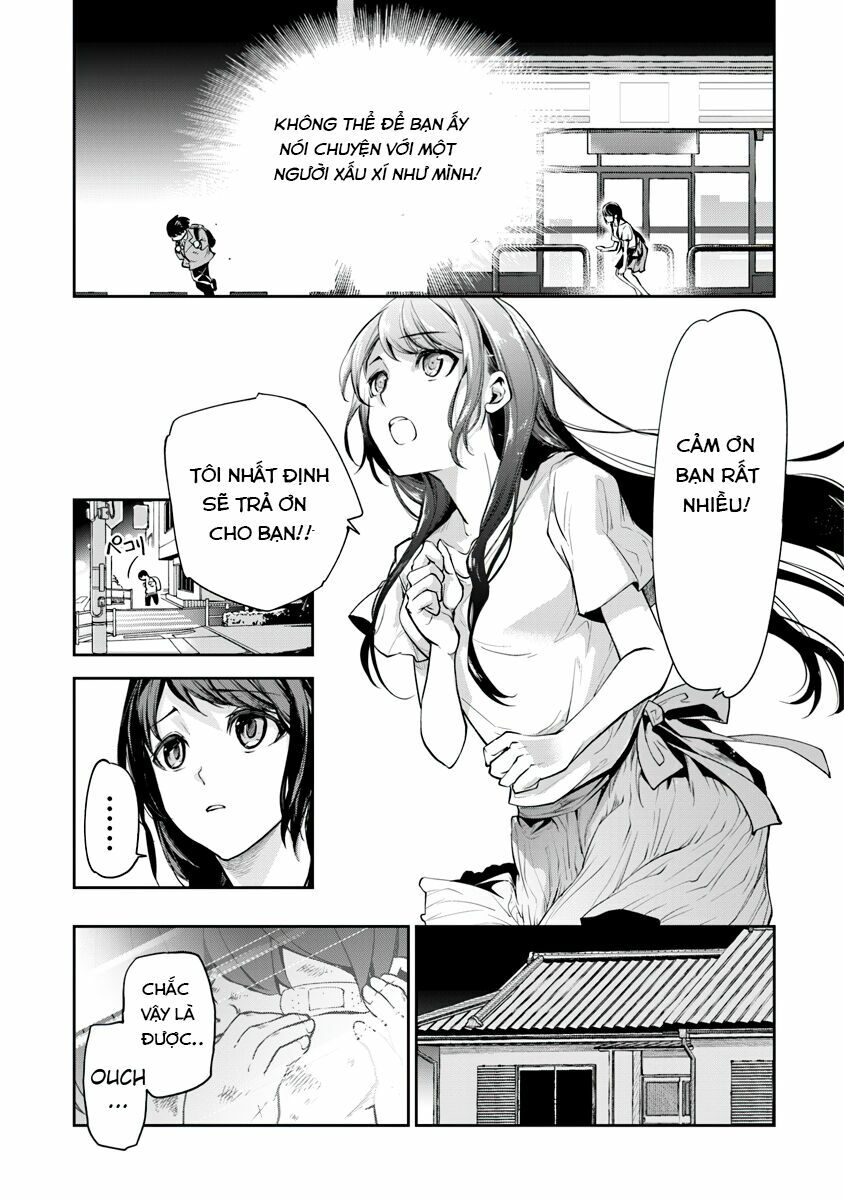 KHÔNG THỂ ĐỂ BẠN ẤY
NÓI CHUYỆN VỚI MỘT
NGƯỜI XẤU XÍ NHƯ MÌNH!
CẢM ƠN
BẠN RẤT
NHIỀU!
TÔI NHẤT ĐỊNH
SẼ TRẢ ƠN
CHO BẠN!!
ペコリ
......
CHẮC
VẬY LÀ
ĐƯỢC..
OUCH
...